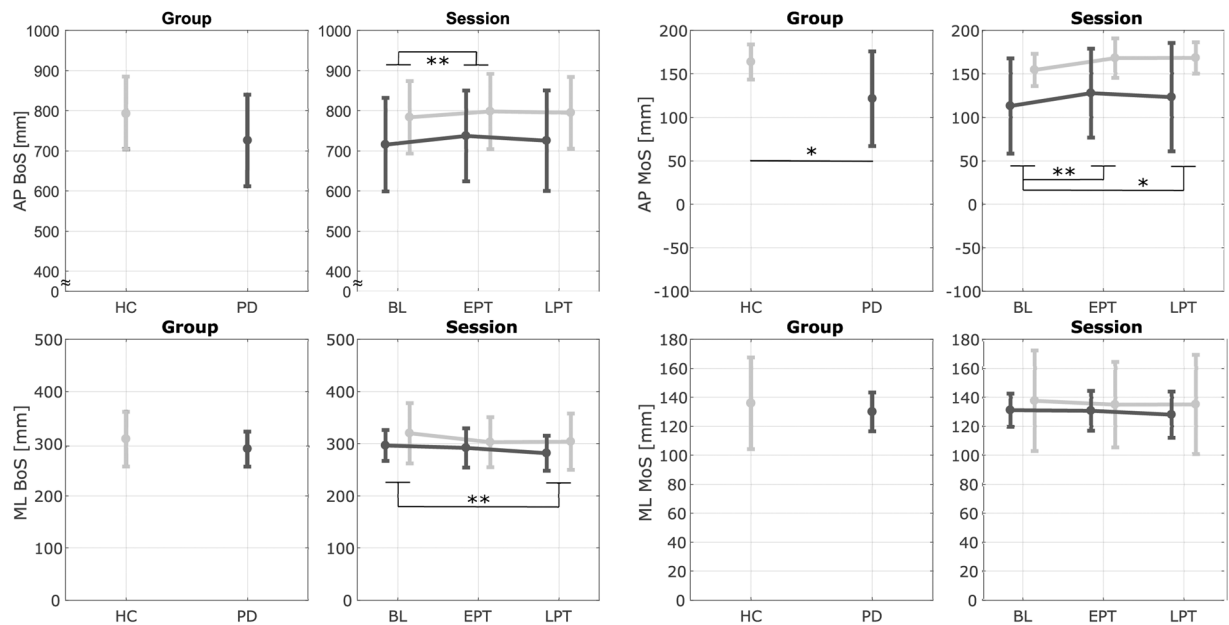 Group
Session
Group
Session
AP BoS [mm]
1000
900
800
700
600
500
400
≈
0
HC
PD
1000
900
800
700
600
500
400
≈
0
**
BL
EPT
LPT
AP MoS [mm]
200
150
100
50
0
-50
-100
*
HC
PD
200
150
100
50
0
-50
-100
**
*
BL
EPT
LPT
Group
Session
Group
Session
ML BoS [mm]
500
400
300
200
100
0
HC
PD
500
400
300
200
100
0
**
BL
EPT
LPT
ML MoS [mm]
180
160
140
120
100
80
60
40
20
0
HC
PD
180
160
140
120
100
80
60
40
20
0
BL
EPT
LPT